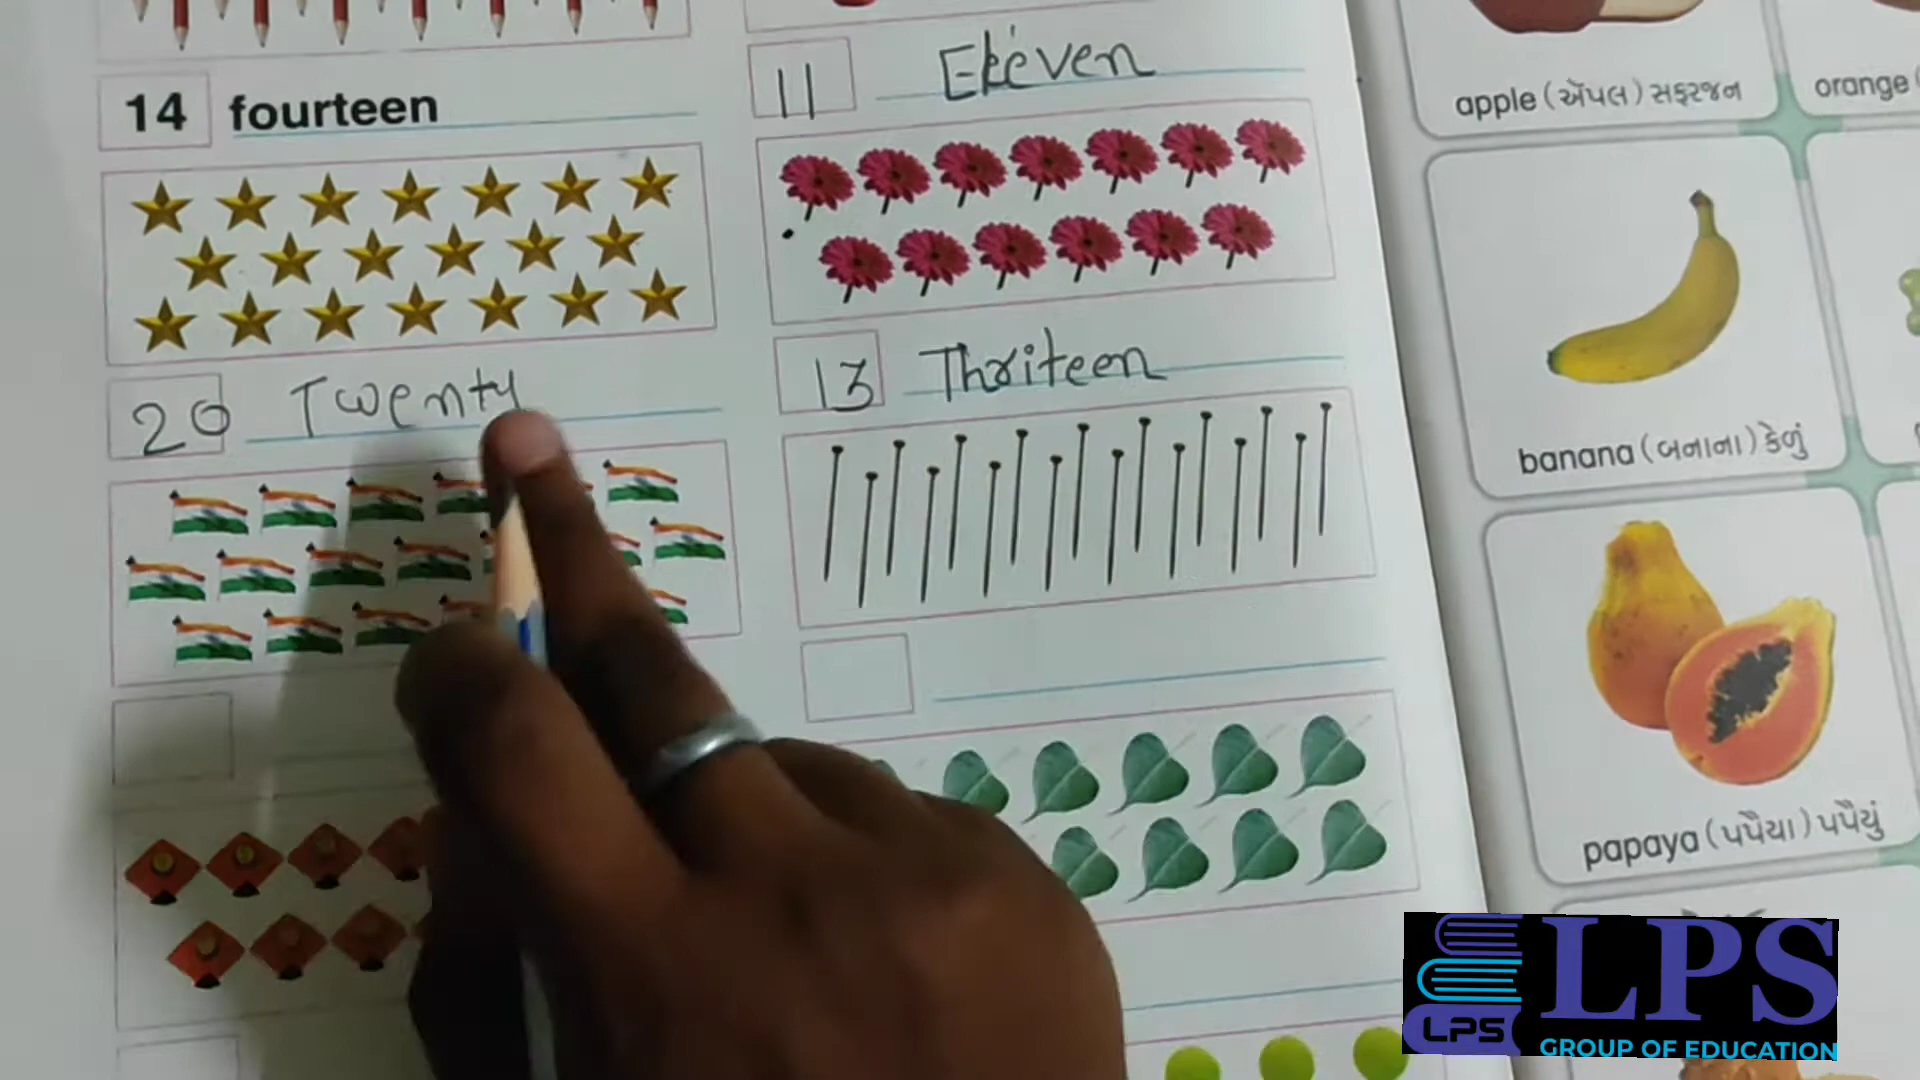 14 fourteen
20 Twenty
11 Eleven
13 Thriteen
apple (ઍપલ) સફરજન
orange (
banana (બનાના) કેળું
papaya (પપૈયા) પપૈયું
LPS
LPS
GROUP OF EDUCATION